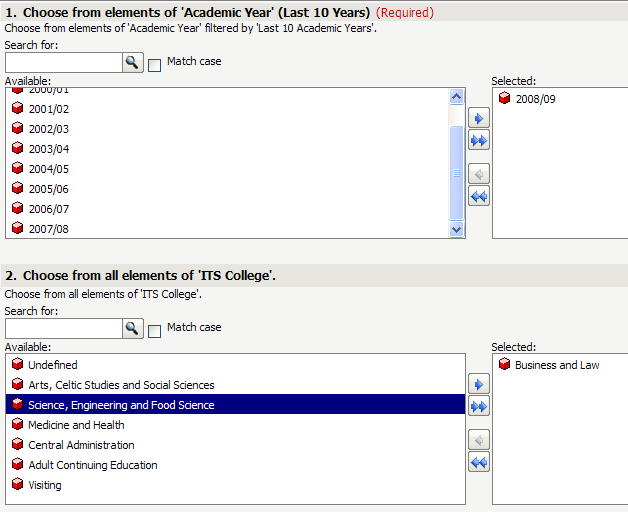 1. Choose from elements of 'Academic Year' (Last 10 Years) (Required)
Choose from elements of 'Academic Year' filtered by 'Last 10 Academic Years'.
Search for:
Match case
Available:
2000/01
2001/02
2002/03
2003/04
2004/05
2005/06
2006/07
2007/08
Selected:
2008/09
2. Choose from all elements of 'ITS College'.
Choose from all elements of 'ITS College'.
Search for:
Match case
Available:
Undefined
Arts, Celtic Studies and Social Sciences
Science, Engineering and Food Science
Medicine and Health
Central Administration
Adult Continuing Education
Visiting
Selected:
Business and Law